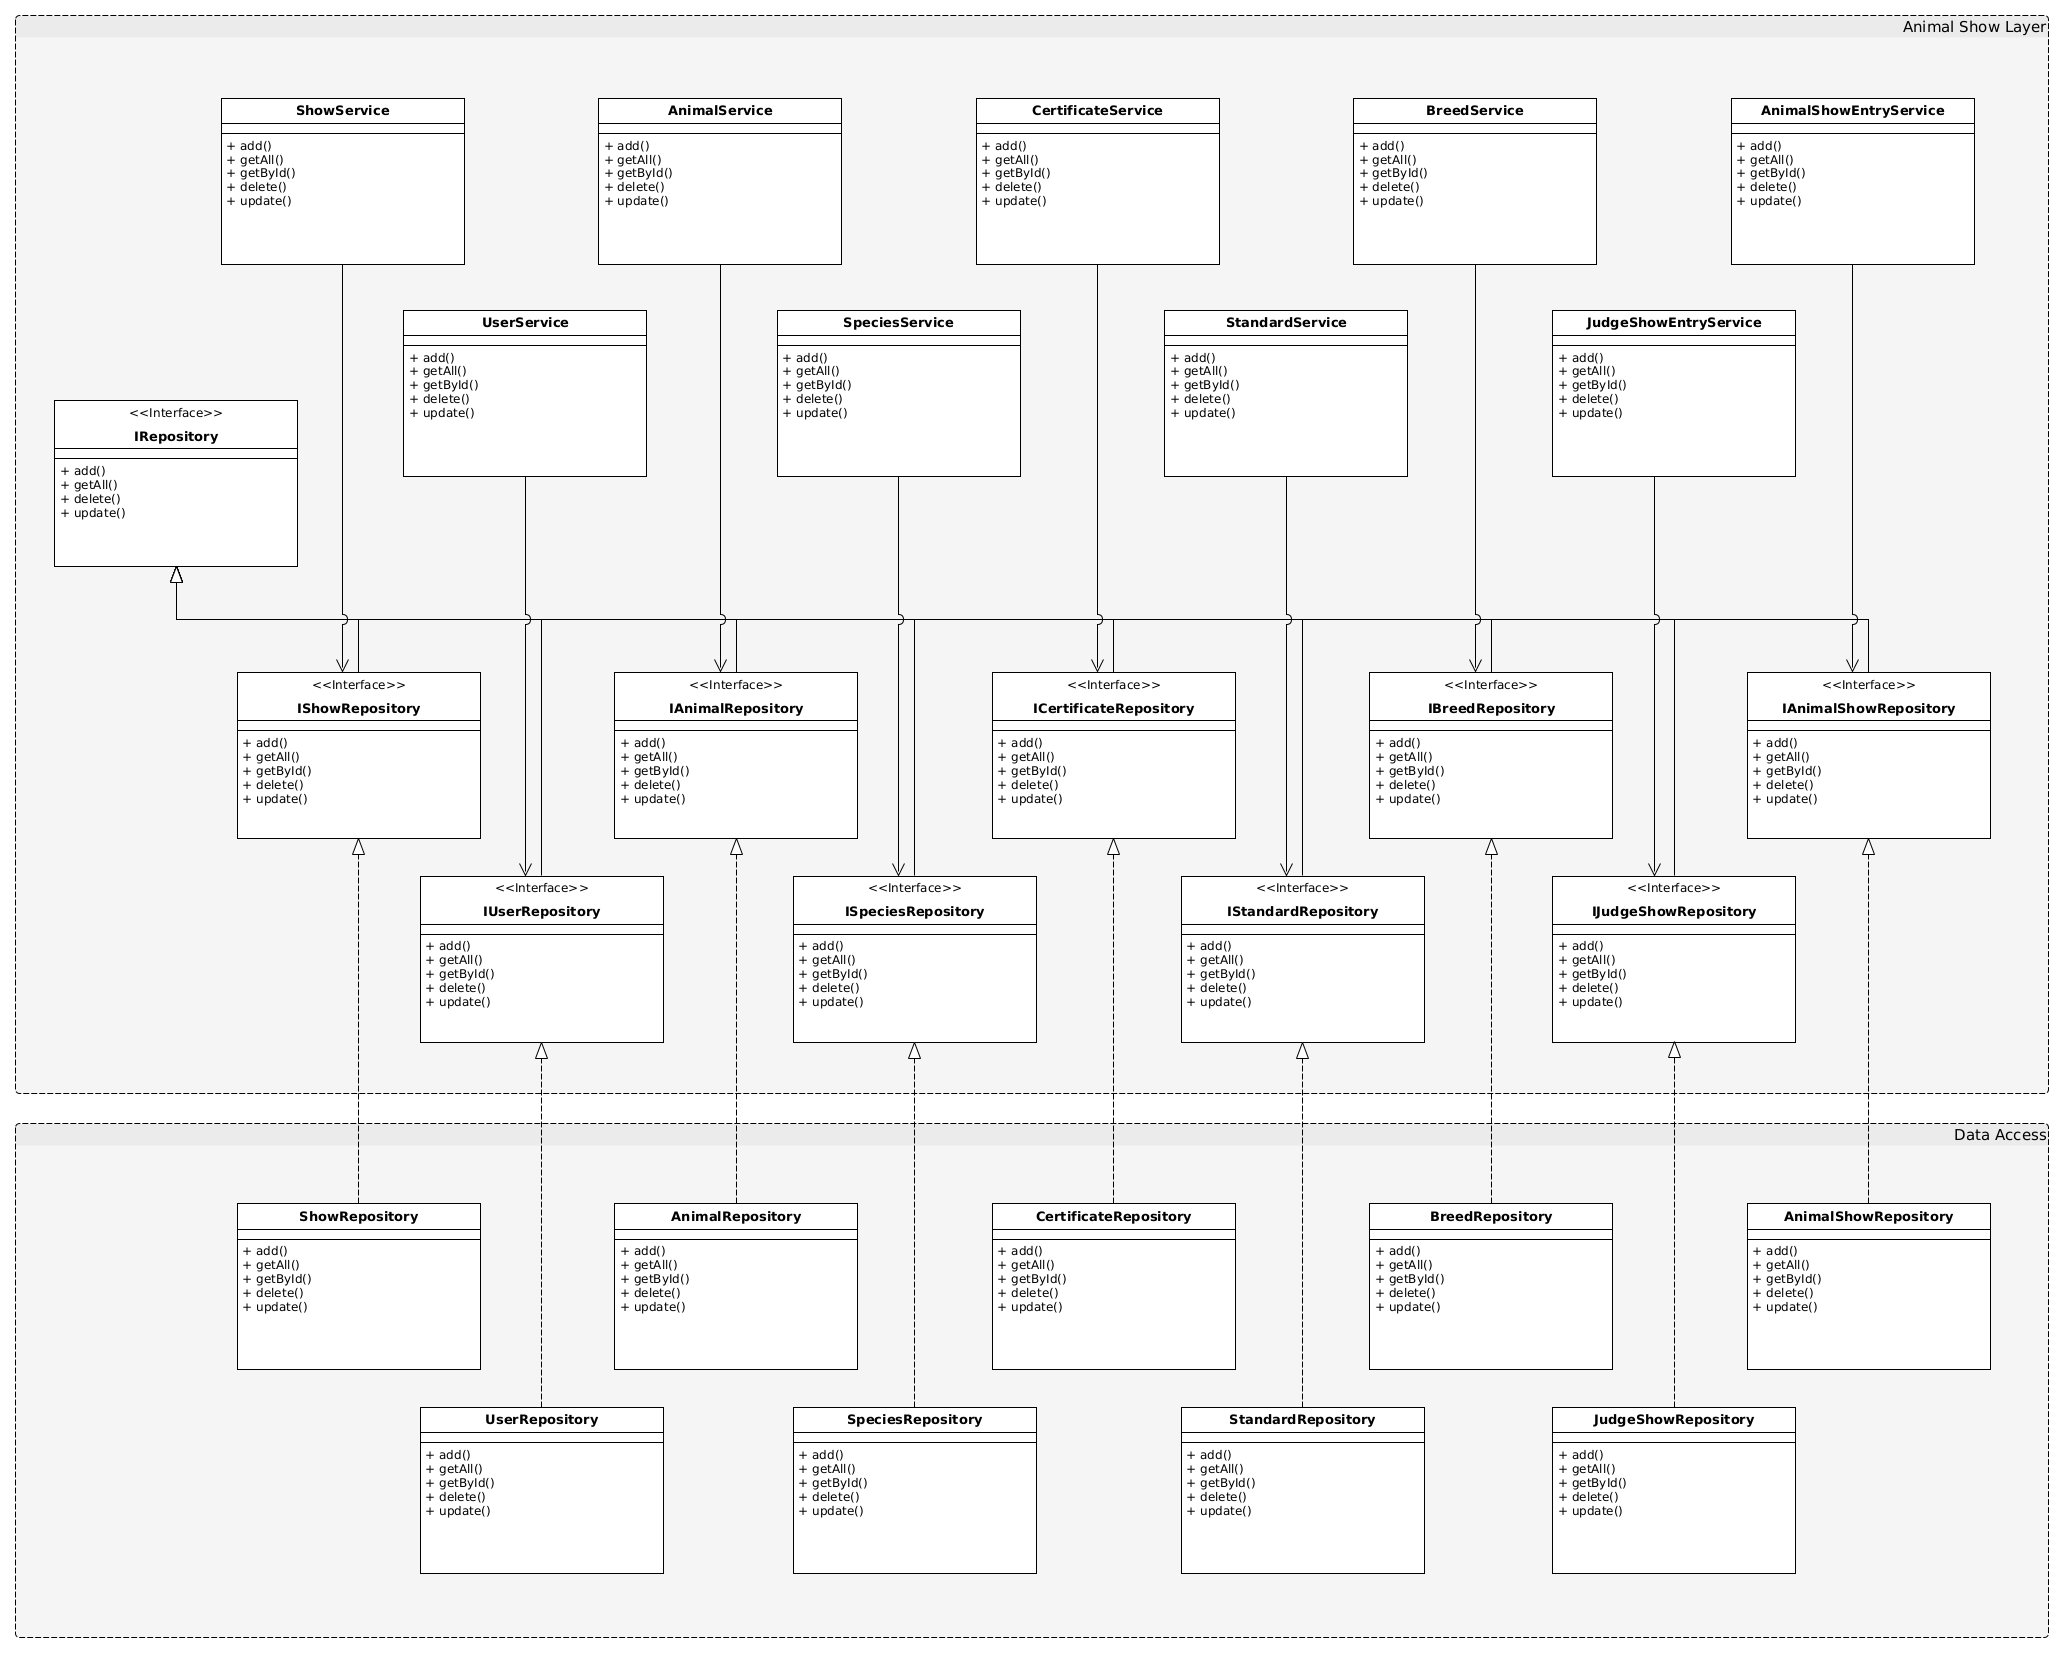 Animal Show Layer
ShowService
+ add()
+ getAll()
+ getById()
+ delete()
+ update()
AnimalService
+ add()
+ getAll()
+ getById()
+ delete()
+ update()
CertificateService
+ add()
+ getAll()
+ getById()
+ delete()
+ update()
BreedService
+ add()
+ getAll()
+ getById()
+ delete()
+ update()
AnimalShowEntryService
+ add()
+ getAll()
+ getById()
+ delete()
+ update()
UserService
+ add()
+ getAll()
+ getById()
+ delete()
+ update()
SpeciesService
+ add()
+ getAll()
+ getById()
+ delete()
+ update()
StandardService
+ add()
+ getAll()
+ getById()
+ delete()
+ update()
JudgeShowEntryService
+ add()
+ getAll()
+ getById()
+ delete()
+ update()
<<Interface>>
IRepository
+ add()
+ getAll()
+ delete()
+ update()
<<Interface>>
IShowRepository
+ add()
+ getAll()
+ getById()
+ delete()
+ update()
<<Interface>>
IAnimalRepository
+ add()
+ getAll()
+ getById()
+ delete()
+ update()
<<Interface>>
ICertificateRepository
+ add()
+ getAll()
+ getById()
+ delete()
+ update()
<<Interface>>
IBreedRepository
+ add()
+ getAll()
+ getById()
+ delete()
+ update()
<<Interface>>
IAnimalShowRepository
+ add()
+ getAll()
+ getById()
+ delete()
+ update()
<<Interface>>
IUserRepository
+ add()
+ getAll()
+ getById()
+ delete()
+ update()
<<Interface>>
ISpeciesRepository
+ add()
+ getAll()
+ getById()
+ delete()
+ update()
<<Interface>>
IStandardRepository
+ add()
+ getAll()
+ getById()
+ delete()
+ update()
<<Interface>>
IJudgeShowRepository
+ add()
+ getAll()
+ getById()
+ delete()
+ update()
Data Access
ShowRepository
+ add()
+ getAll()
+ getById()
+ delete()
+ update()
AnimalRepository
+ add()
+ getAll()
+ getById()
+ delete()
+ update()
CertificateRepository
+ add()
+ getAll()
+ getById()
+ delete()
+ update()
BreedRepository
+ add()
+ getAll()
+ getById()
+ delete()
+ update()
AnimalShowRepository
+ add()
+ getAll()
+ getById()
+ delete()
+ update()
UserRepository
+ add()
+ getAll()
+ getById()
+ delete()
+ update()
SpeciesRepository
+ add()
+ getAll()
+ getById()
+ delete()
+ update()
StandardRepository
+ add()
+ getAll()
+ getById()
+ delete()
+ update()
JudgeShowRepository
+ add()
+ getAll()
+ getById()
+ delete()
+ update()